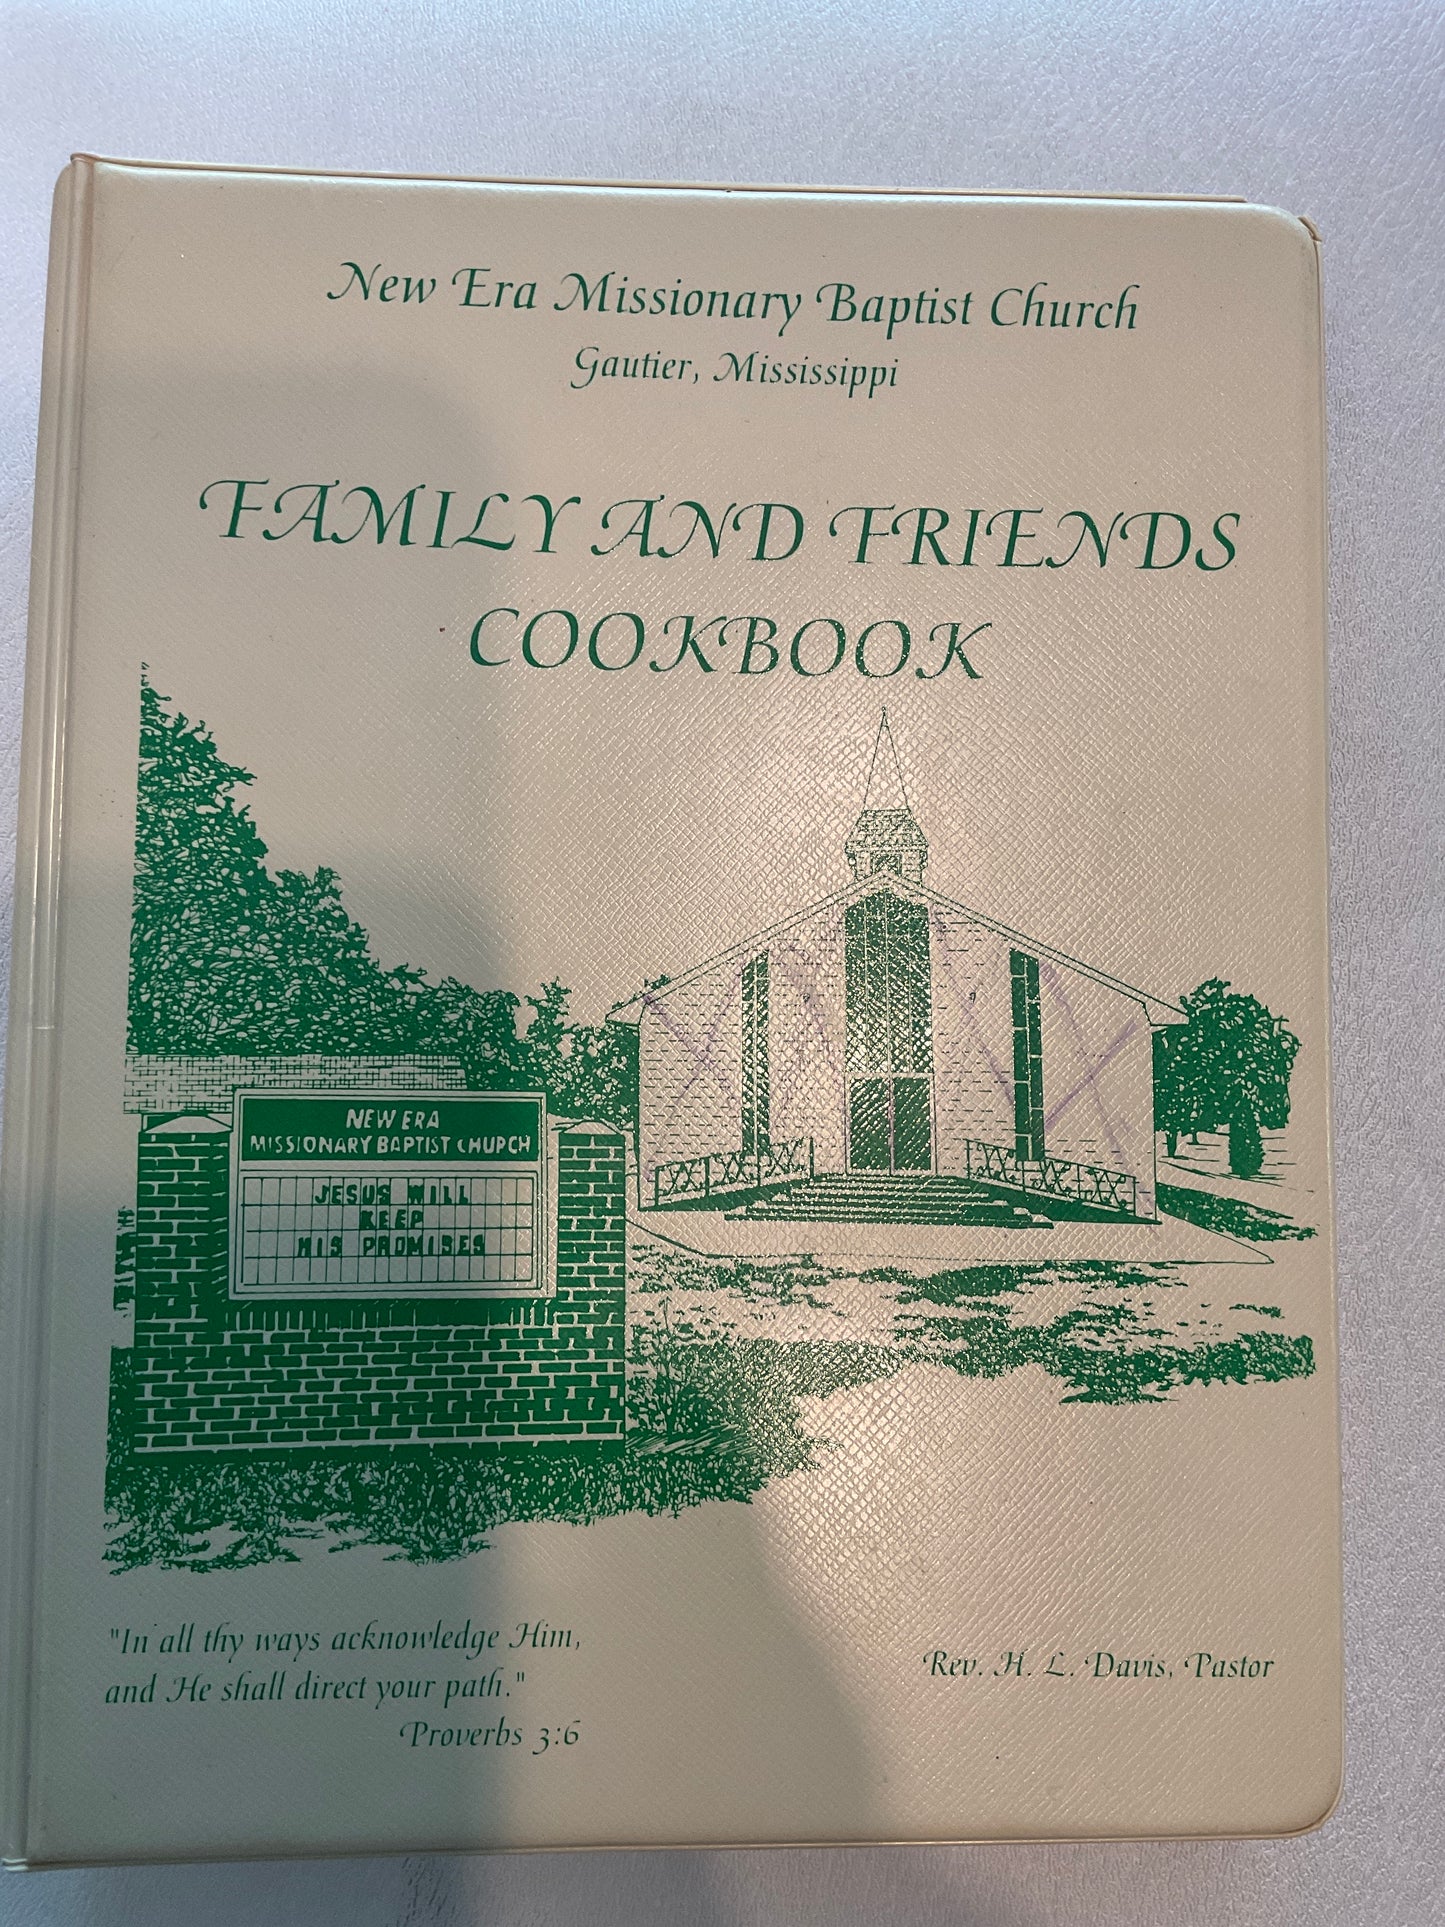 New Era Missionary Baptist Church
Gautier, Mississippi
FAMILY AND FRIENDS
COOKBOOK
NEW ERA
MISSIONARY BAPTIST CHURCH
JESUS WILL
KEEP
HIS PROMISES
"In all thy ways acknowledge Him,
and He shall direct your path."
Proverbs 3:6
Rev. H. L. Davis, Pastor